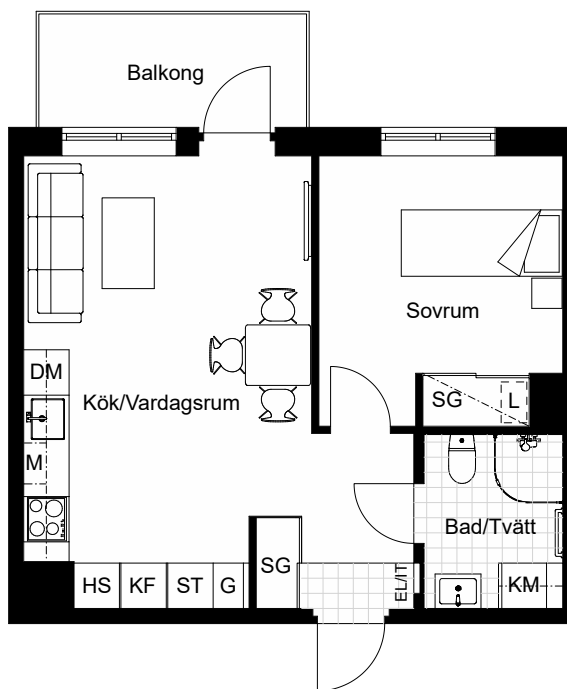 Balkong
Sovrum
DM
Kök/Vardagsrum
SG
L
M
Bad/Tvätt
SG
EL/IT
HS
KF
ST
G
KM